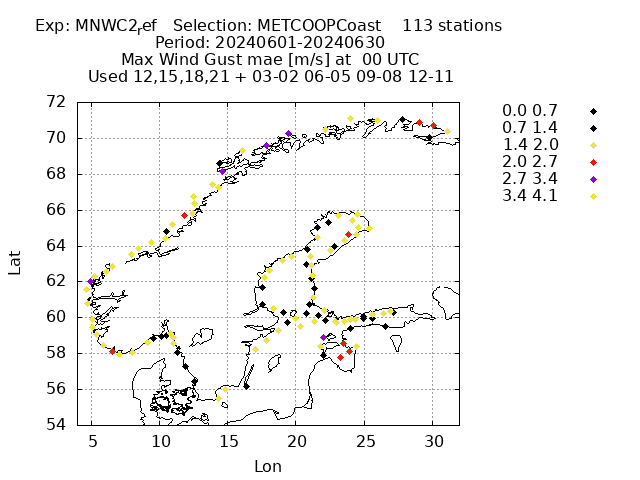 Exp: MNWC2ref   Selection: METCOOPCoast    113 stations
Period: 20240601-20240630
Max Wind Gust mae [m/s] at  00 UTC
Used 12,15,18,21 + 03-02 06-05 09-08 12-11
0.0 0.7
0.7 1.4
1.4 2.0
2.0 2.7
2.7 3.4
3.4 4.1
72
70
68
66
64
62
60
58
56
54
Lat
5 10 15 20 25 30
Lon